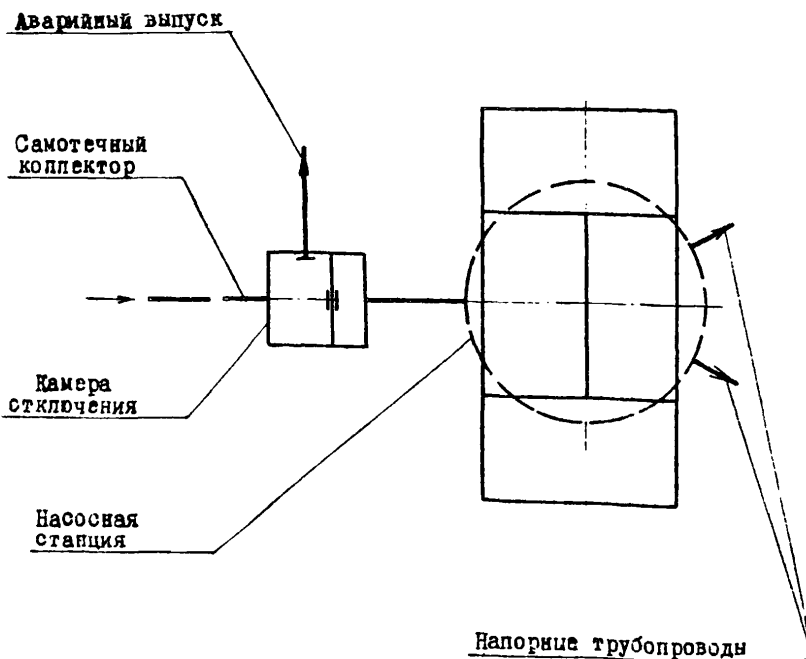 Аварийный выпуск
Самотечный
коллектор
Камера
отключения
Насосная
станция
Напорные трубопроводы